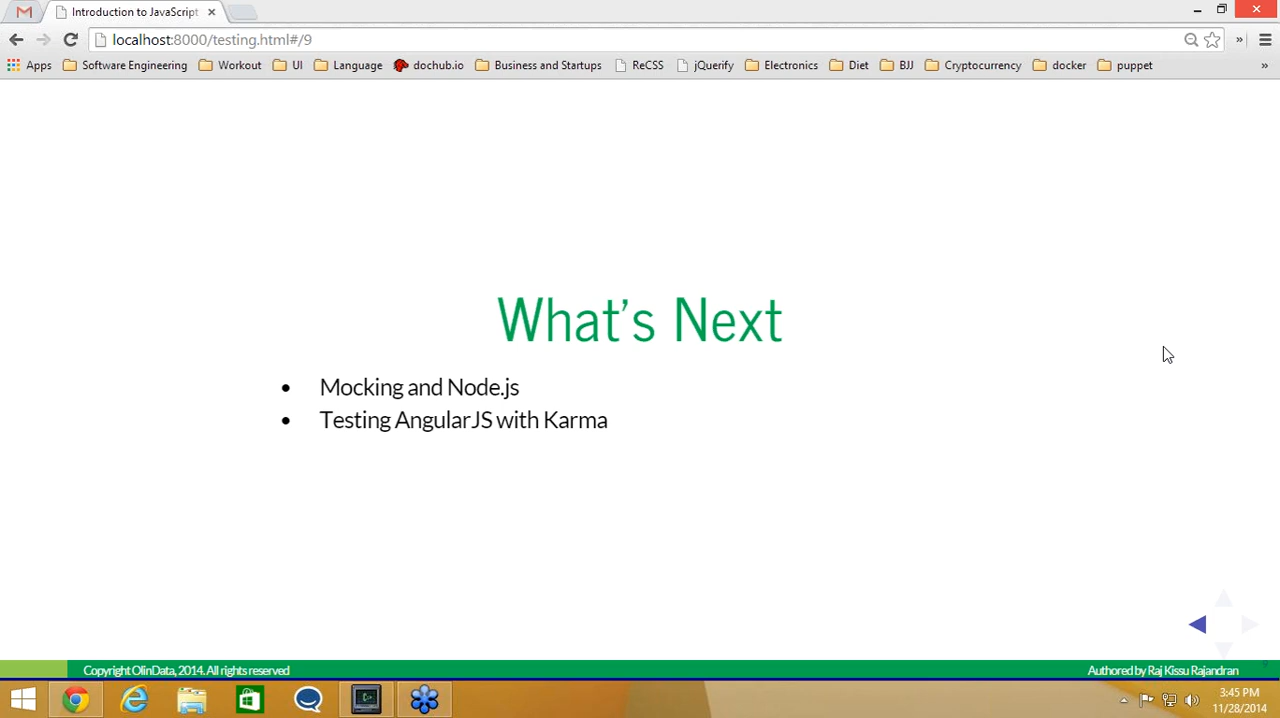 Introduction to JavaScript
localhost:8000/testing.html#/9
Apps Software Engineering Workout UI Language dochub.io Business and Startups ReCSS jQuerify Electronics Diet BJJ Cryptocurrency docker puppet
What's Next
• Mocking and Node.js
• Testing AngularJS with Karma
Copyright OlinData, 2014. All rights reserved
Authored by Raj Kissu Rajandran
3:45 PM
11/28/2014